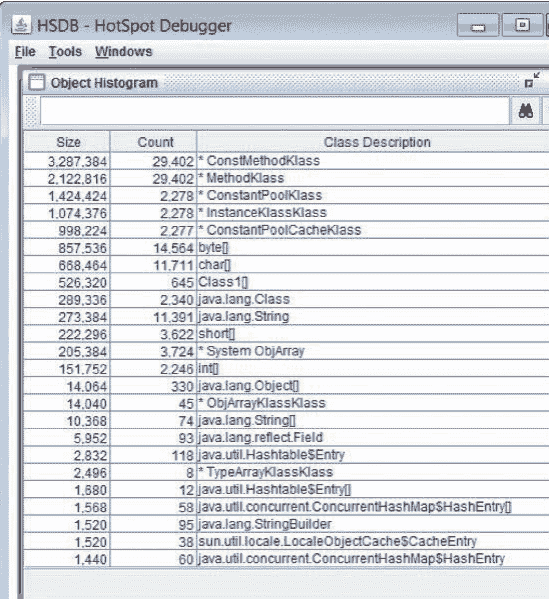 HSDB - HotSpot Debugger
File Tools Windows
Object Histogram
Size Count Class Description
3,287,384 29,402 * ConstMethodKlass
2,122,816 29,402 * MethodKlass
1,424,424 2,278 * ConstantPoolKlass
1,074,376 2,278 * InstanceKlassKlass
998,224 2,277 * ConstantPoolCacheKlass
857,536 14,564 byte[]
668,464 11,711 char[]
526,320 645 Class1[]
289,336 2,340 java.lang.Class
273,384 11,391 java.lang.String
222,296 3,622 short[]
205,384 3,724 * System ObjArray
151,752 2,246 int[]
14,064 330 java.lang.Object[]
14,040 45 * ObjArrayKlassKlass
10,368 74 java.lang.String[]
5,952 93 java.lang.reflect.Field
2,832 118 java.util.Hashtable$Entry
2,496 8 * TypeArrayKlassKlass
1,680 12 java.util.Hashtable$Entry[]
1,568 58 java.util.concurrent.ConcurrentHashMap$HashEntry[]
1,520 95 java.lang.StringBuilder
1,520 38 sun.util.locale.LocaleObjectCache$CacheEntry
1,440 60 java.util.concurrent.ConcurrentHashMap$HashEntry